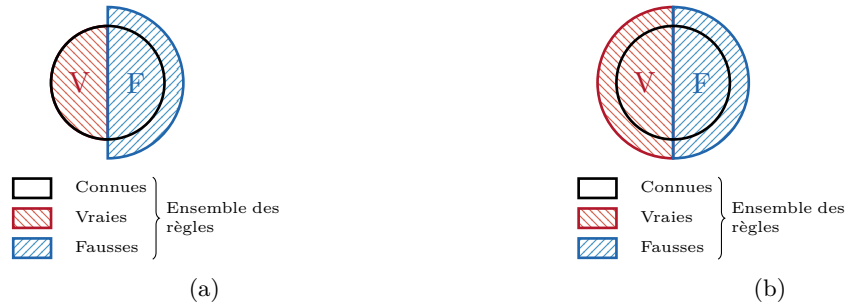 V F
Connues
Vraies
Fausses
Ensemble des
règles
(a)
V F
Connues
Vraies
Fausses
Ensemble des
règles
(b)